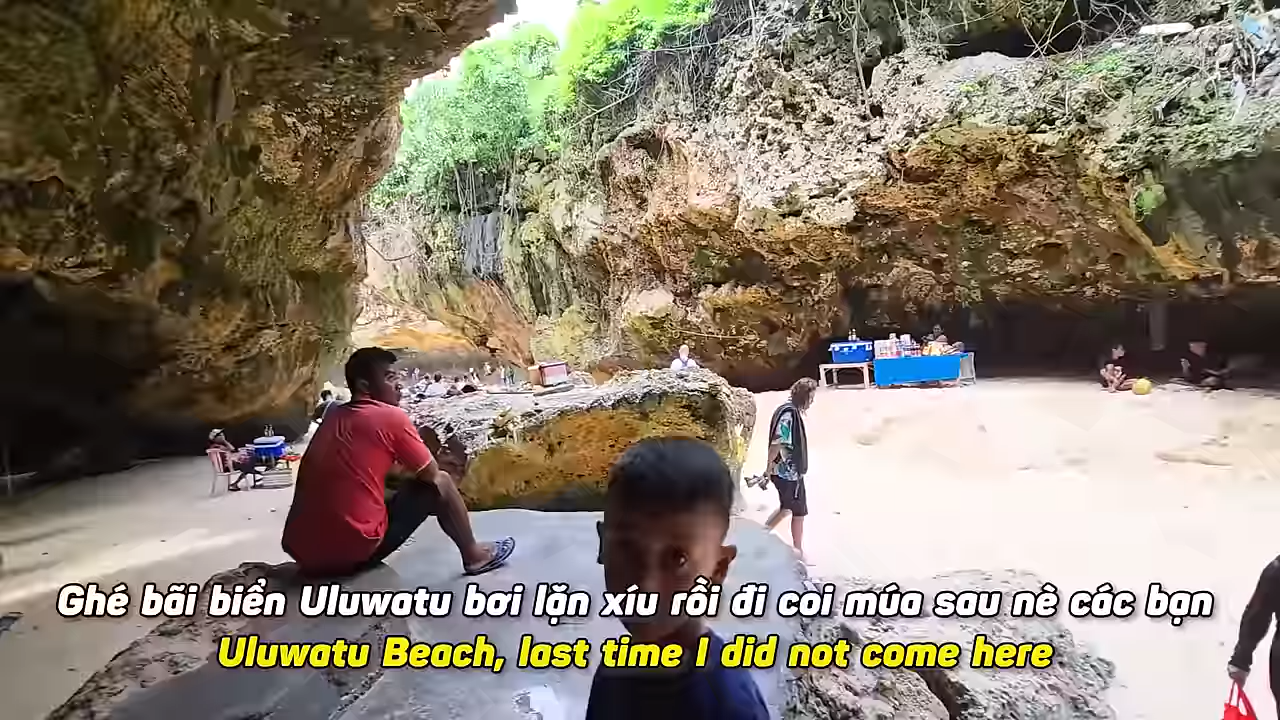 Ghé bãi biển Uluwatu bơi lặn xíu rồi đi coi múa sau nè các bạn
Uluwatu Beach, last time I did not come here